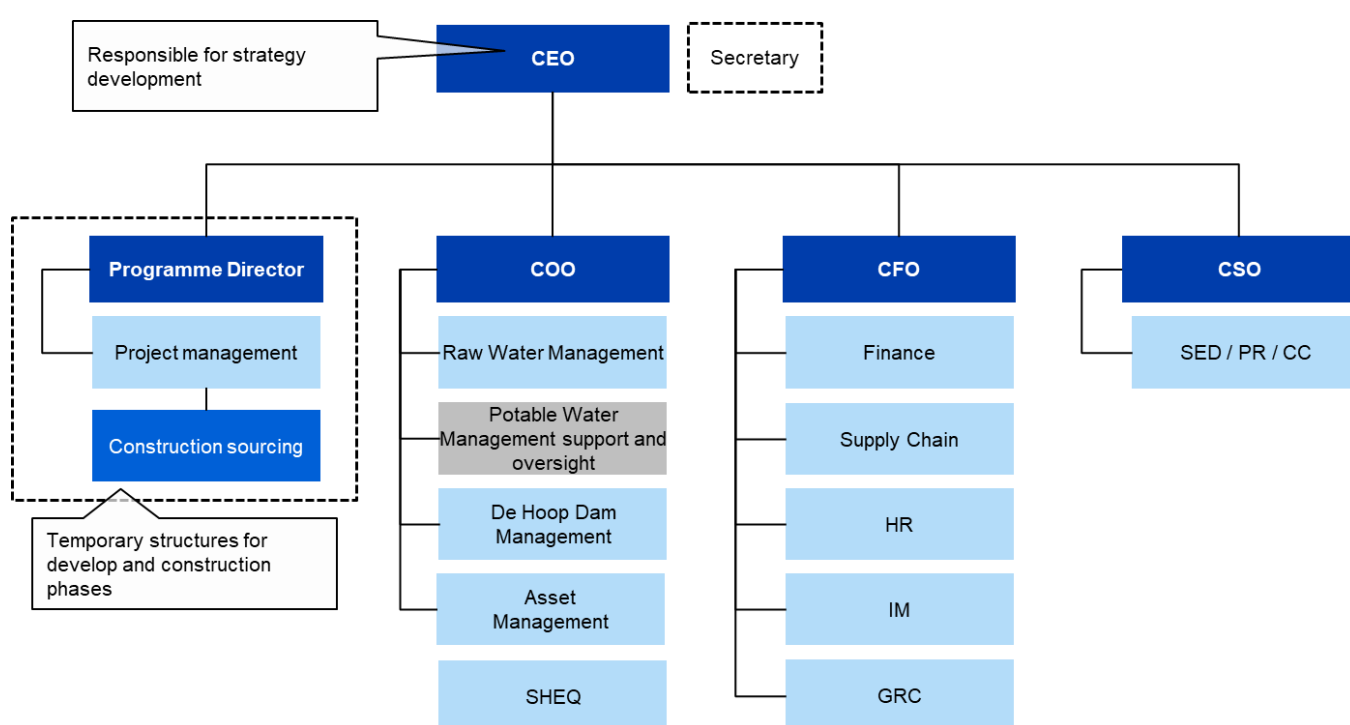 Responsible for strategy
development
CEO
Secretary
Programme Director
COO
CFO
CSO
Project management
Raw Water Management
Finance
SED / PR / CC
Construction sourcing
Potable Water
Management support and
oversight
Supply Chain
Temporary structures for
develop and construction
phases
De Hoop Dam
Management
HR
Asset
Management
IM
SHEQ
GRC